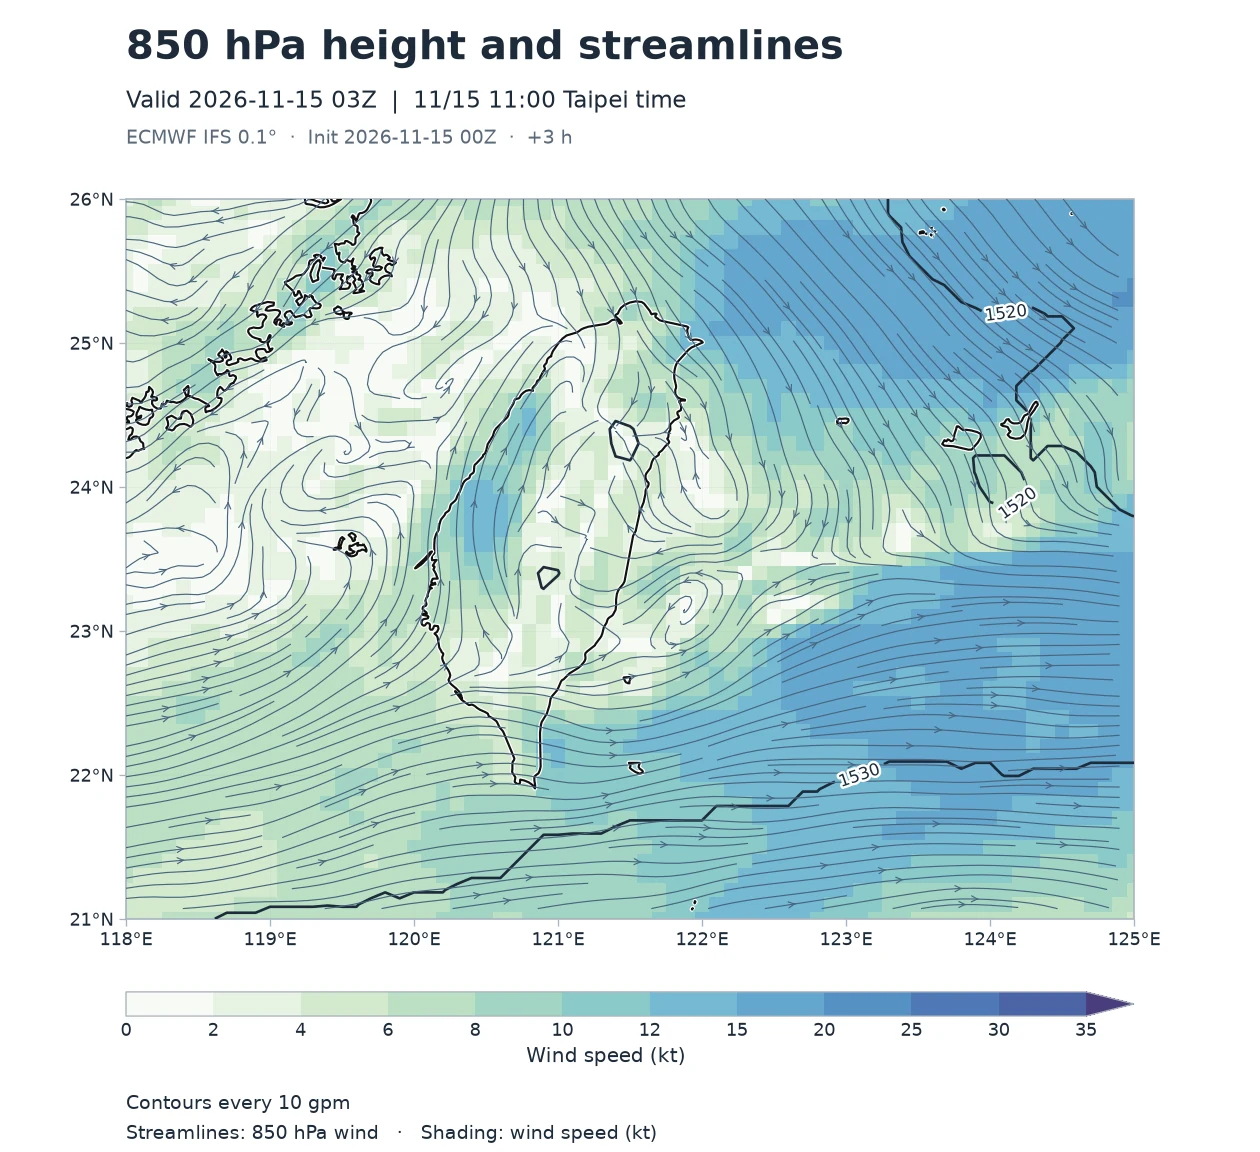 850 hPa height and streamlines
Valid 2026-11-15 03Z | 11/15 11:00 Taipei time
ECMWF IFS 0.1° · Init 2026-11-15 00Z · +3 h
26°N
25°N
24°N
23°N
22°N
21°N
1520
1520
1530
118°E 119°E 120°E 121°E 122°E 123°E 124°E 125°E
0 2 4 6 8 10 12 15 20 25 30 35
Wind speed (kt)
Contours every 10 gpm
Streamlines: 850 hPa wind · Shading: wind speed (kt)